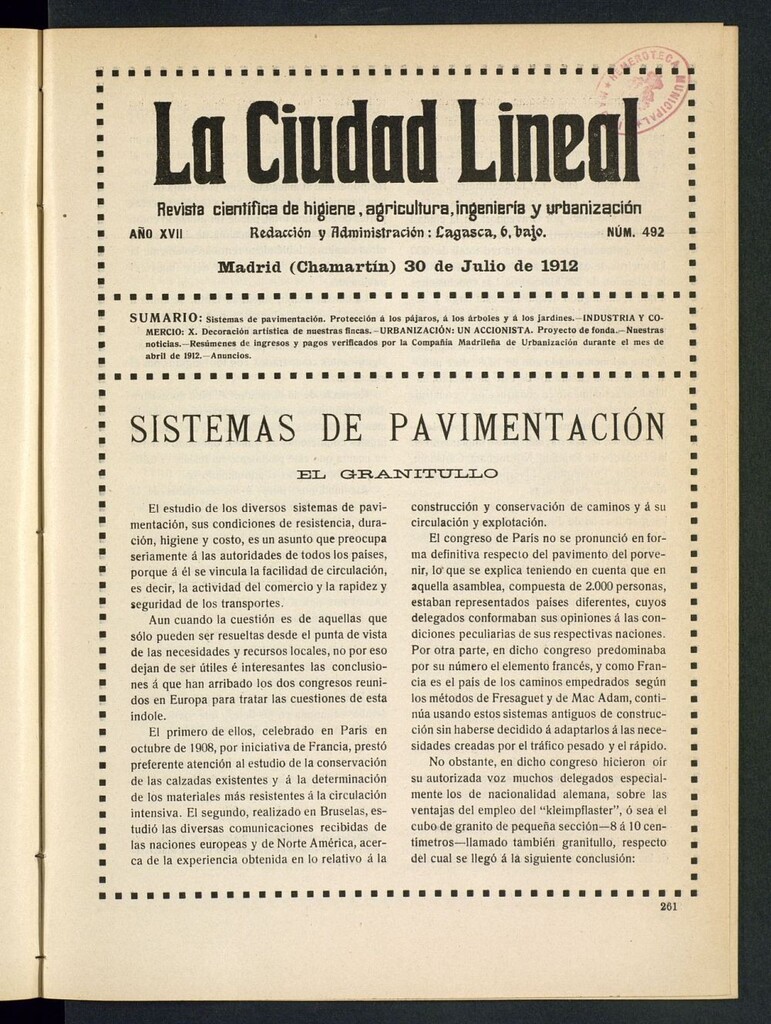 HEMEROTECA MUNICIPAL
La Ciudad Lineal
Revista científica de higiene, agricultura, ingeniería y urbanización
AÑO XVII Redacción y Administración: Lagasca, 6, bajo. NÚM. 492
Madrid (Chamartín) 30 de Julio de 1912
SUMARIO: Sistemas de pavimentación. Protección á los pájaros, á los árboles y á los jardines.—INDUSTRIA Y CO-
MERCIO: X. Decoración artística de nuestras fincas.—URBANIZACIÓN: UN ACCIONISTA. Proyecto de fonda.—Nuestras
noticias.—Resúmenes de ingresos y pagos verificados por la Compañía Madrileña de Urbanización durante el mes de
abril de 1912.—Anuncios.
SISTEMAS DE PAVIMENTACIÓN
EL GRANITULLO
El estudio de los diversos sistemas de pavi-
mentación, sus condiciones de resistencia, dura-
ción, higiene y costo, es un asunto que preocupa
seriamente á las autoridades de todos los países,
porque á él se vincula la facilidad de circulación,
es decir, la actividad del comercio y la rapidez y
seguridad de los transportes.
Aun cuando la cuestión es de aquellas que
sólo pueden ser resueltas desde el punta de vista
de las necesidades y recursos locales, no por eso
dejan de ser útiles é interesantes las conclusio-
nes á que han arribado los dos congresos reuni-
dos en Europa para tratar las cuestiones de esta
indole.
El primero de ellos, celebrado en París en
octubre de 1908, por iniciativa de Francia, prestó
preferente atención al estudio de la conservación
de las calzadas existentes y á la determinación
de los materiales más resistentes á la circulación
intensiva. El segundo, realizado en Bruselas, es-
tudió las diversas comunicaciones recibidas de
las naciones europeas y de Norte América, acer-
ca de la experiencia obtenida en lo relativo á la
construcción y conservación de caminos y á su
circulación y explotación.
El congreso de París no se pronunció en for-
ma definitiva respecto del pavimento del porve-
nir, lo que se explica teniendo en cuenta que en
aquella asamblea, compuesta de 2.000 personas,
estaban representados países diferentes, cuyos
delegados conformaban sus opiniones á las con-
diciones peculiarias de sus respectivas naciones.
Por otra parte, en dicho congreso predominaba
por su número el elemento francés, y como Fran-
cia es el país de los caminos empedrados según
los métodos de Fresaguet y de Mac Adam, conti-
núa usando estos sistemas antiguos de construc-
ción sin haberse decidido á adaptarlos á las nece-
sidades creadas por el tráfico pesado y el rápido.
No obstante, en dicho congreso hicieron oir
su autorizada voz muchos delegados especial-
mente los de nacionalidad alemana, sobre las
ventajas del empleo del "kleimpflaster", ó sea el
cubo de granito de pequeña sección—8 á 10 cen-
timetros—llamado también granitullo, respecto
del cual se llegó á la siguiente conclusión:
261